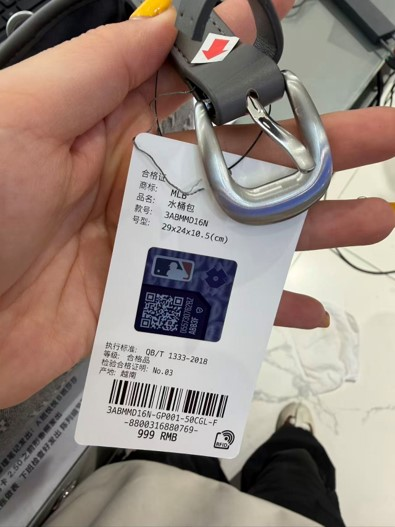 合格证
商标: MLB
品名: 水桶包
款号: 3ABMMD16N
号型: 29x24x10.5(cm)
执行标准: QB/T 1333-2018
等级: 合格品
检验合格证明: No.03
产地: 越南
3ABMMD16N-GP001-50CGL-F
-8800316880769-
999 RMB
RFID